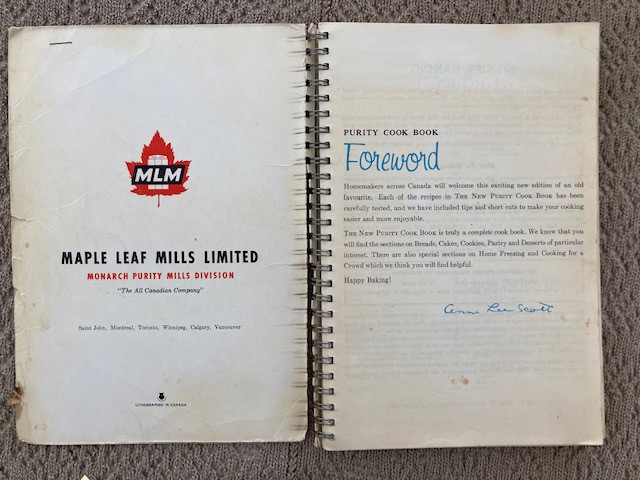 MLM
MAPLE LEAF MILLS LIMITED
MONARCH PURITY MILLS DIVISION
"The All Canadian Company"
Saint John, Montreal, Toronto, Winnipeg, Calgary, Vancouver
LITHOGRAPHED IN CANADA
PURITY COOK BOOK
Foreword
Homemakers across Canada will welcome this exciting new edition of an old
favourite. Each of the recipes in THE NEW PURITY COOK BOOK has been
carefully tested, and we have included tips and short cuts to make your cooking
easier and more enjoyable.
THE NEW PURITY COOK BOOK is truly a complete cook book. We know that you
will find the sections on Breads, Cakes, Cookies, Pastry and Desserts of particular
interest. There are also special sections on Home Freezing and Cooking for a
Crowd which we think you will find helpful.
Happy Baking!
Anna Lee Scott